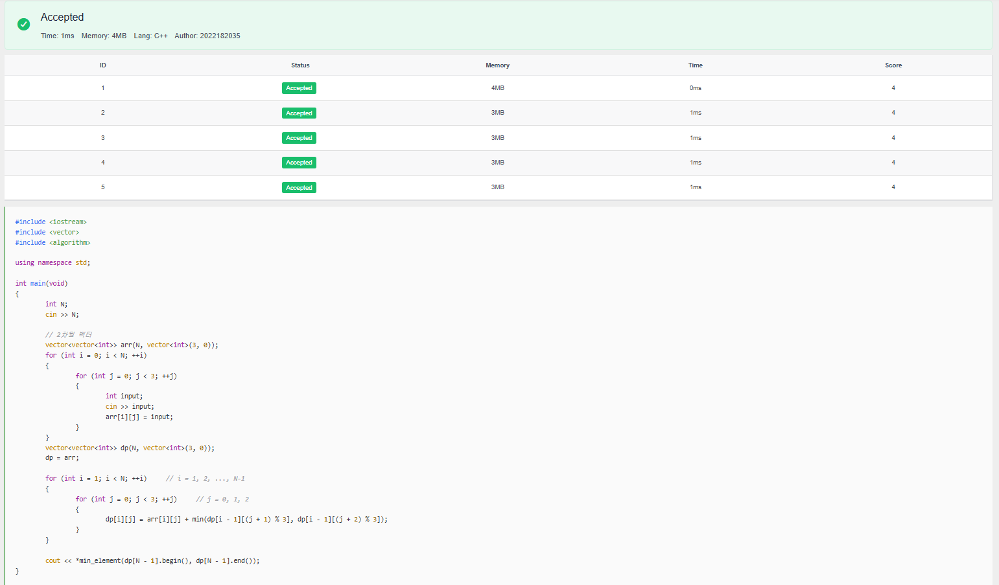 Accepted
Time: 1ms Memory: 4MB Lang: C++ Author: 2022182035
ID Status Memory Time Score
1 Accepted 4MB 0ms 4
2 Accepted 3MB 1ms 4
3 Accepted 3MB 1ms 4
4 Accepted 3MB 1ms 4
5 Accepted 3MB 1ms 4
#include <iostream>
#include <vector>
#include <algorithm>
using namespace std;
int main(void)
{
int N;
cin >> N;
// 2차원 벡터
vector<vector<int>> arr(N, vector<int>(3, 0));
for (int i = 0; i < N; ++i)
{
for (int j = 0; j < 3; ++j)
{
int input;
cin >> input;
arr[i][j] = input;
}
}
vector<vector<int>> dp(N, vector<int>(3, 0));
dp = arr;
for (int i = 1; i < N; ++i) // i = 1, 2, ..., N-1
{
for (int j = 0; j < 3; ++j) // j = 0, 1, 2
{
dp[i][j] = arr[i][j] + min(dp[i - 1][(j + 1) % 3], dp[i - 1][(j + 2) % 3]);
}
}
cout << *min_element(dp[N - 1].begin(), dp[N - 1].end());
}